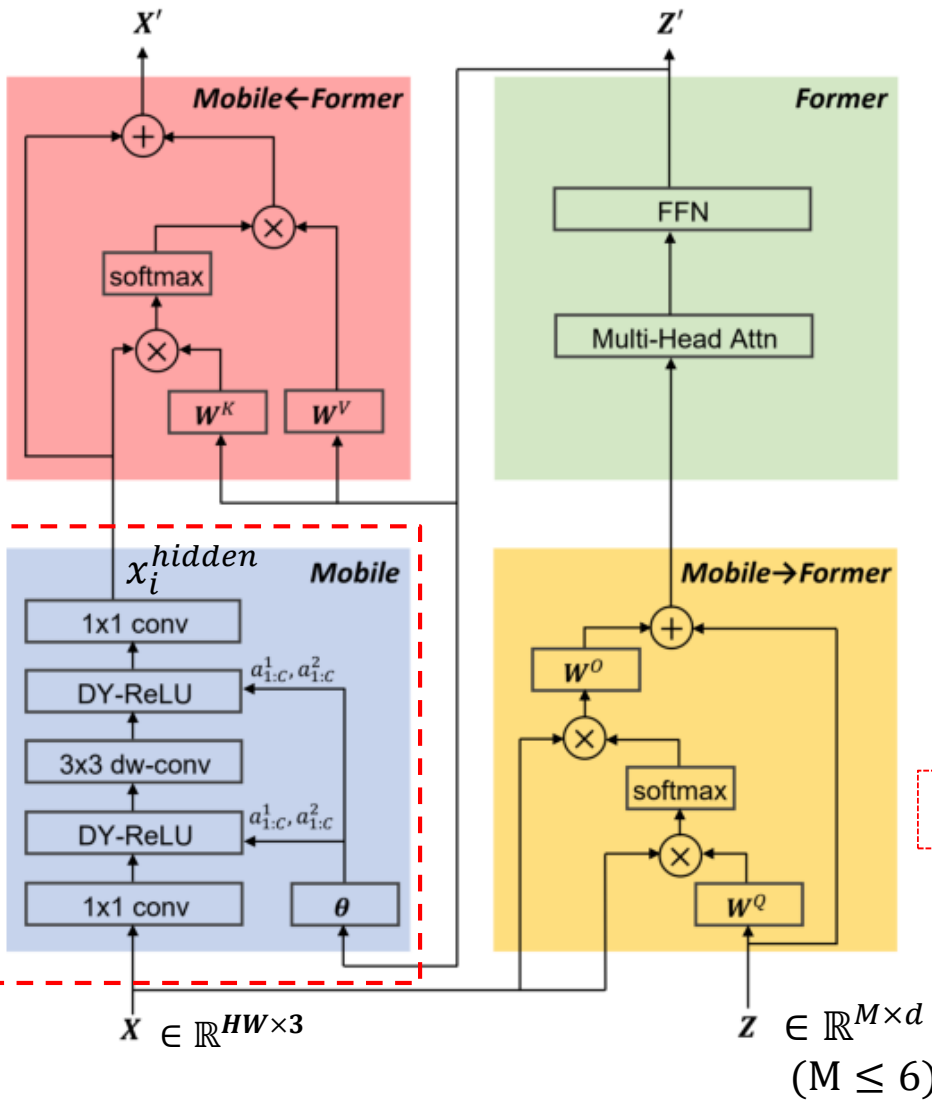 X′
Z′
Mobile←Former
+
×
softmax
×
W^K
W^V
Former
FFN
Multi-Head Attn
x_i^{hidden}
Mobile
1x1 conv
DY-ReLU
a^1_{1:C}, a^2_{1:C}
3x3 dw-conv
DY-ReLU
a^1_{1:C}, a^2_{1:C}
1x1 conv
θ
Mobile→Former
+
W^O
×
softmax
×
W^Q
X ∈ ℝ^{HW×3}
Z ∈ ℝ^{M×d}
(M ≤ 6)